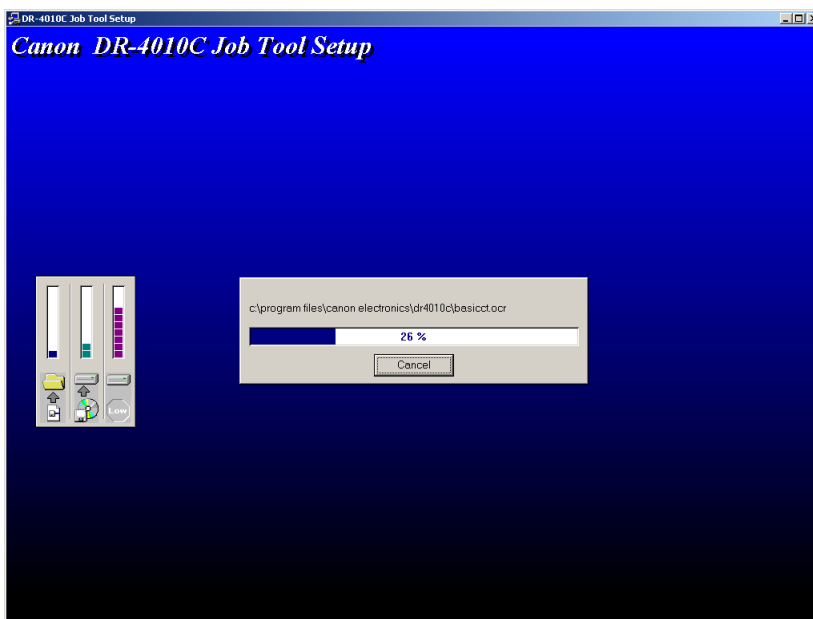 DR-4010C Job Tool Setup
Canon DR-4010C Job Tool Setup
c:\program files\canon electronics\dr4010c\basicct.ocr
26 %
Cancel
Low